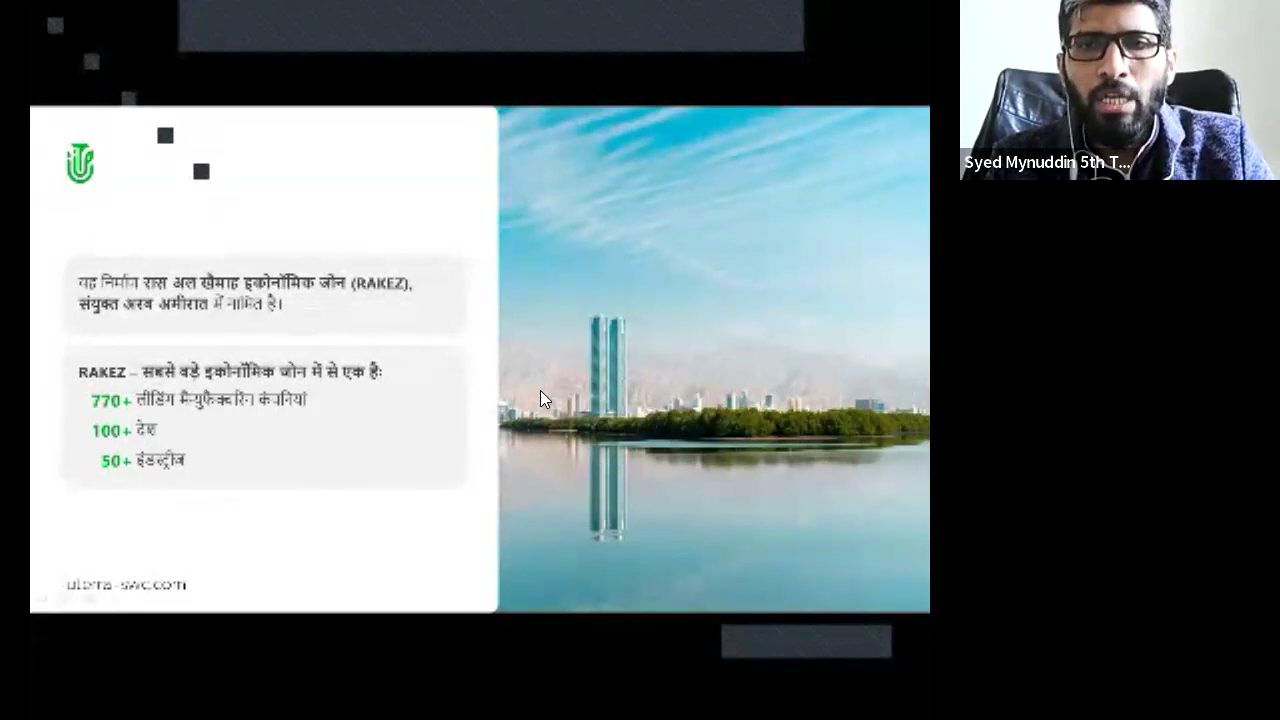 यह निर्माण रास अल खैमाह इकोनॉमिक जोन (RAKEZ),
संयुक्त अरब अमीरात में नामित है।
RAKEZ – सबसे बड़े इकोनॉमिक जोन में से एक है:
770+ लीडिंग मैन्युफैक्चरिंग कंपनियां
100+ देश
50+ इंडस्ट्रीज
uterra-swc.com
Syed Mynuddin 5th T...